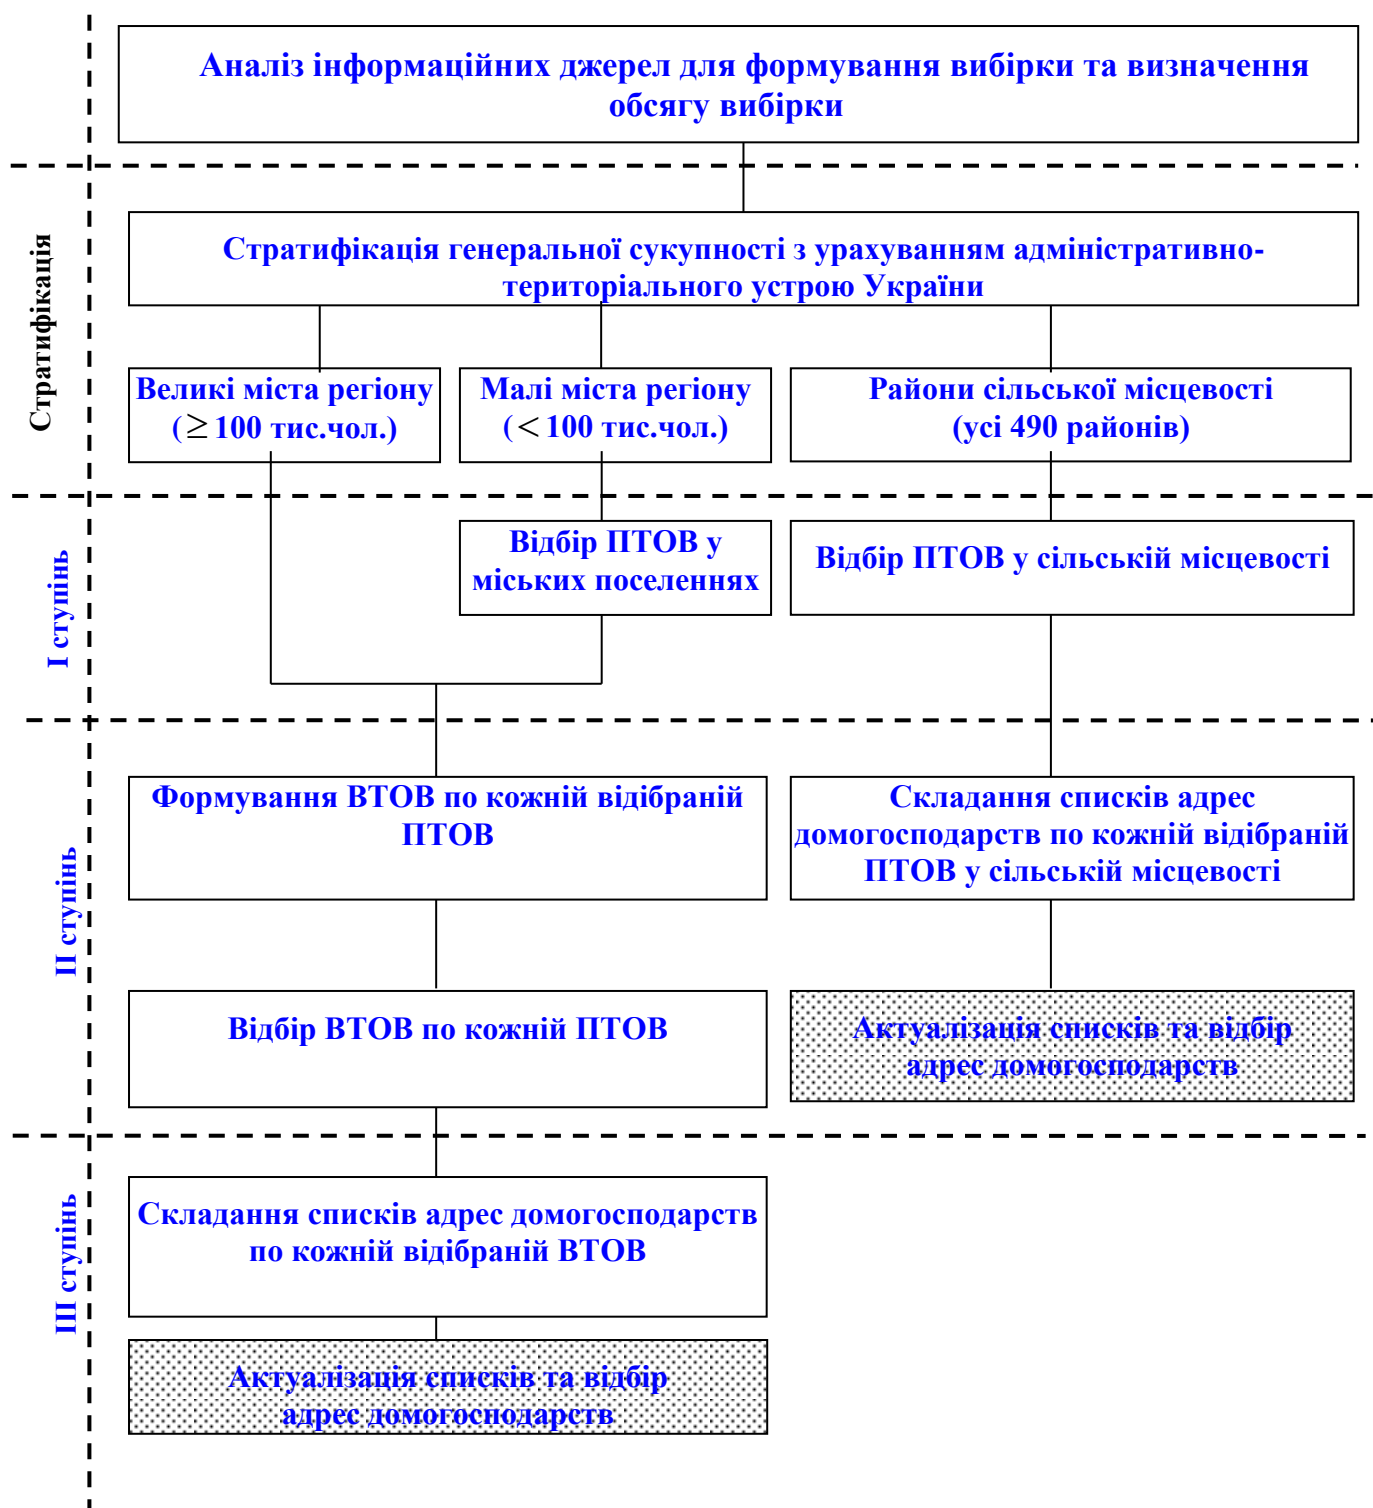 Аналіз інформаційних джерел для формування вибірки та визначення
обсягу вибірки
Стратифікація
Стратифікація генеральної сукупності з урахуванням адміністративно-
територіального устрою України
Великі міста регіону
(≥100 тис.чол.)
Малі міста регіону
(<100 тис.чол.)
Райони сільської місцевості
(усі 490 районів)
І ступінь
Відбір ПТОВ у
міських поселеннях
Відбір ПТОВ у сільській місцевості
ІІ ступінь
Формування ВТОВ по кожній відібраній
ПТОВ
Складання списків адрес
домогосподарств по кожній відібраній
ПТОВ у сільській місцевості
Відбір ВТОВ по кожній ПТОВ
Актуалізація списків та відбір
адрес домогосподарств
ІІІ ступінь
Складання списків адрес домогосподарств
по кожній відібраній ВТОВ
Актуалізація списків та відбір
адрес домогосподарств